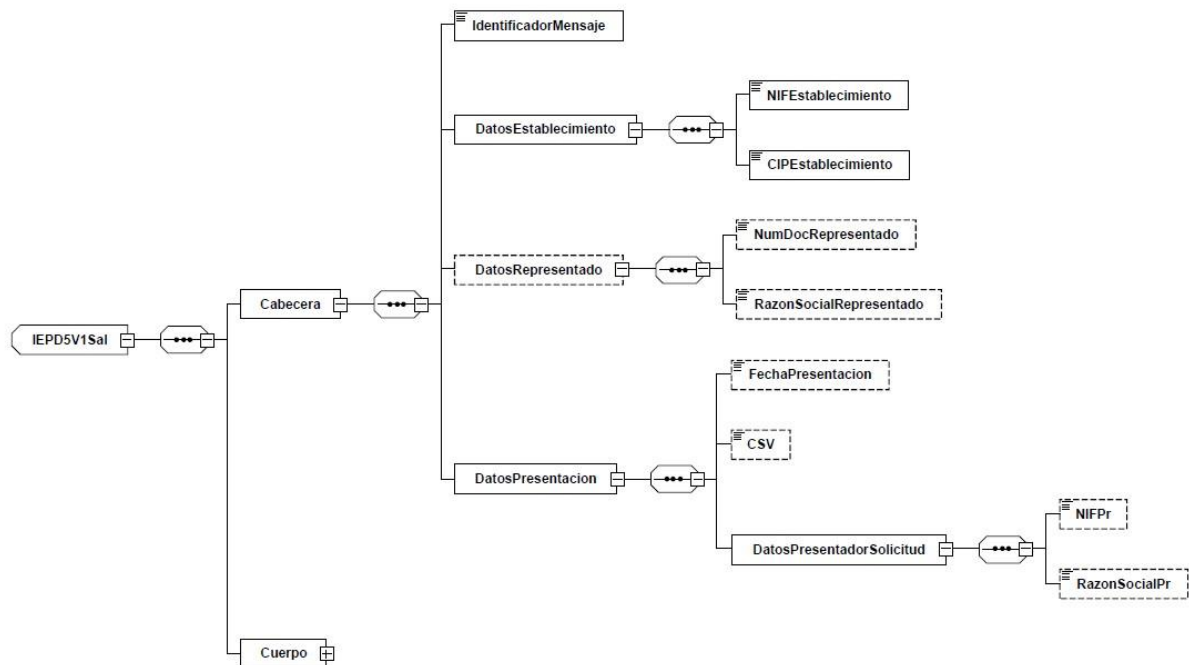 IdentificadorMensaje
NIFEstablecimiento
DatosEstablecimiento
CIPEstablecimiento
NumDocRepresentado
DatosRepresentado
RazonSocialRepresentado
Cabecera
IEPD5V1Sal
FechaPresentacion
CSV
DatosPresentacion
NIFPr
DatosPresentadorSolicitud
RazonSocialPr
Cuerpo